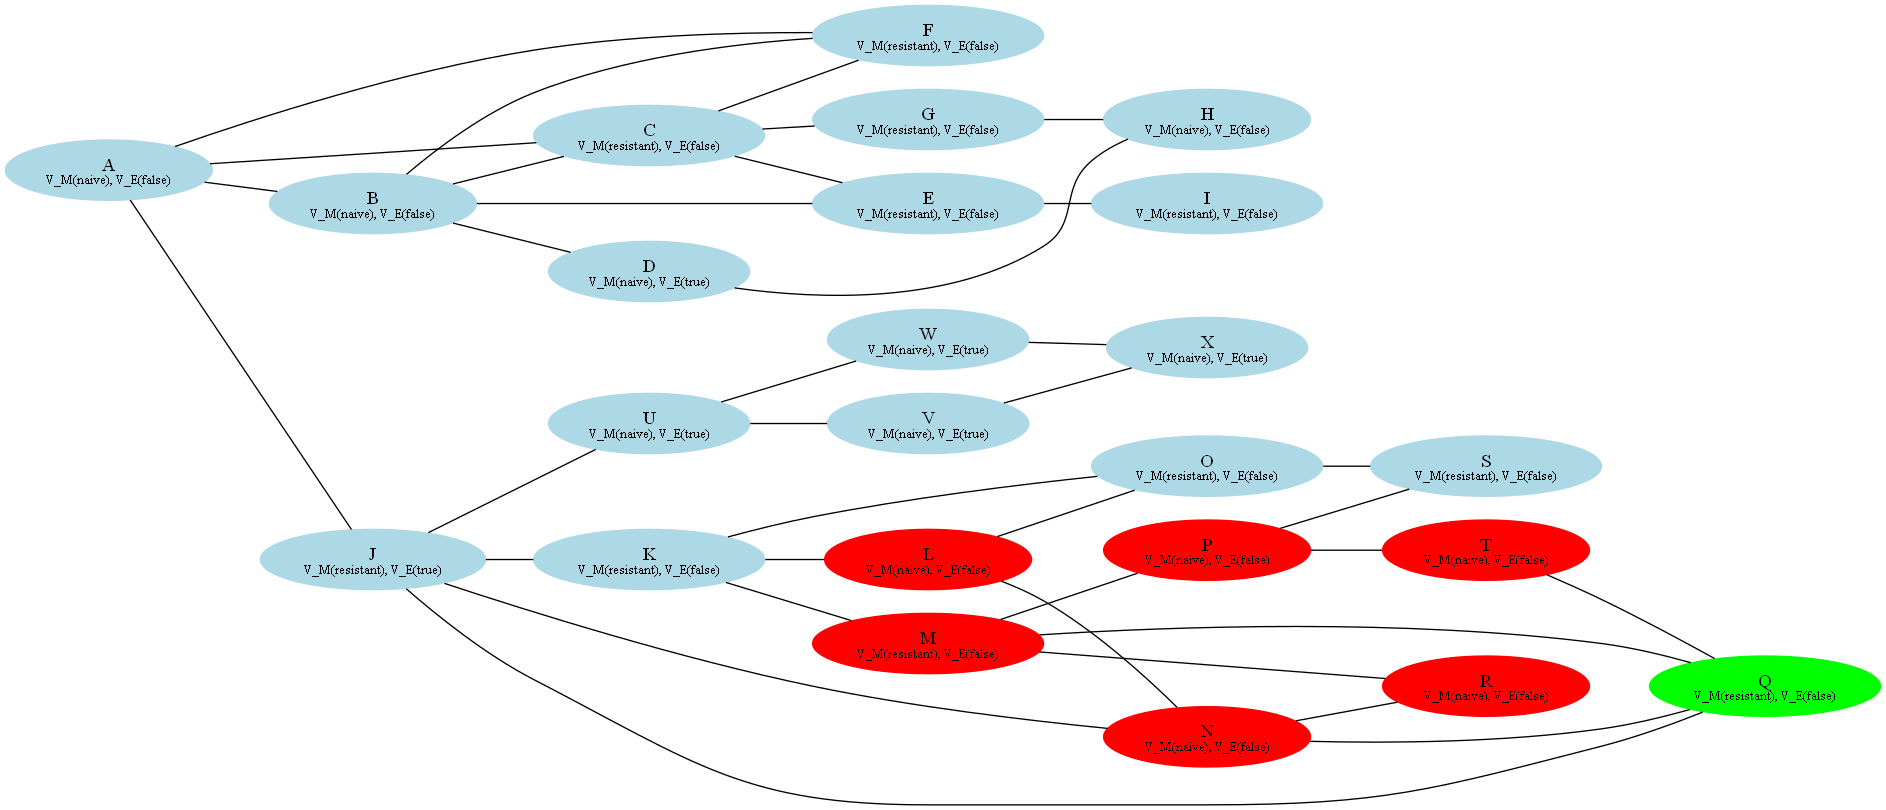 F
V_M(resistant), V_E(false)
G
V_M(resistant), V_E(false)
H
V_M(naive), V_E(false)
C
V_M(resistant), V_E(false)
A
V_M(naive), V_E(false)
B
V_M(naive), V_E(false)
E
V_M(resistant), V_E(false)
I
V_M(resistant), V_E(false)
D
V_M(naive), V_E(true)
W
V_M(naive), V_E(true)
X
V_M(naive), V_E(true)
U
V_M(naive), V_E(true)
V
V_M(naive), V_E(true)
O
V_M(resistant), V_E(false)
S
V_M(resistant), V_E(false)
J
V_M(resistant), V_E(true)
K
V_M(resistant), V_E(false)
L
V_M(naive), V_E(false)
P
V_M(naive), V_E(false)
T
V_M(naive), V_E(false)
M
V_M(resistant), V_E(false)
R
V_M(naive), V_E(false)
Q
V_M(resistant), V_E(false)
N
V_M(naive), V_E(false)